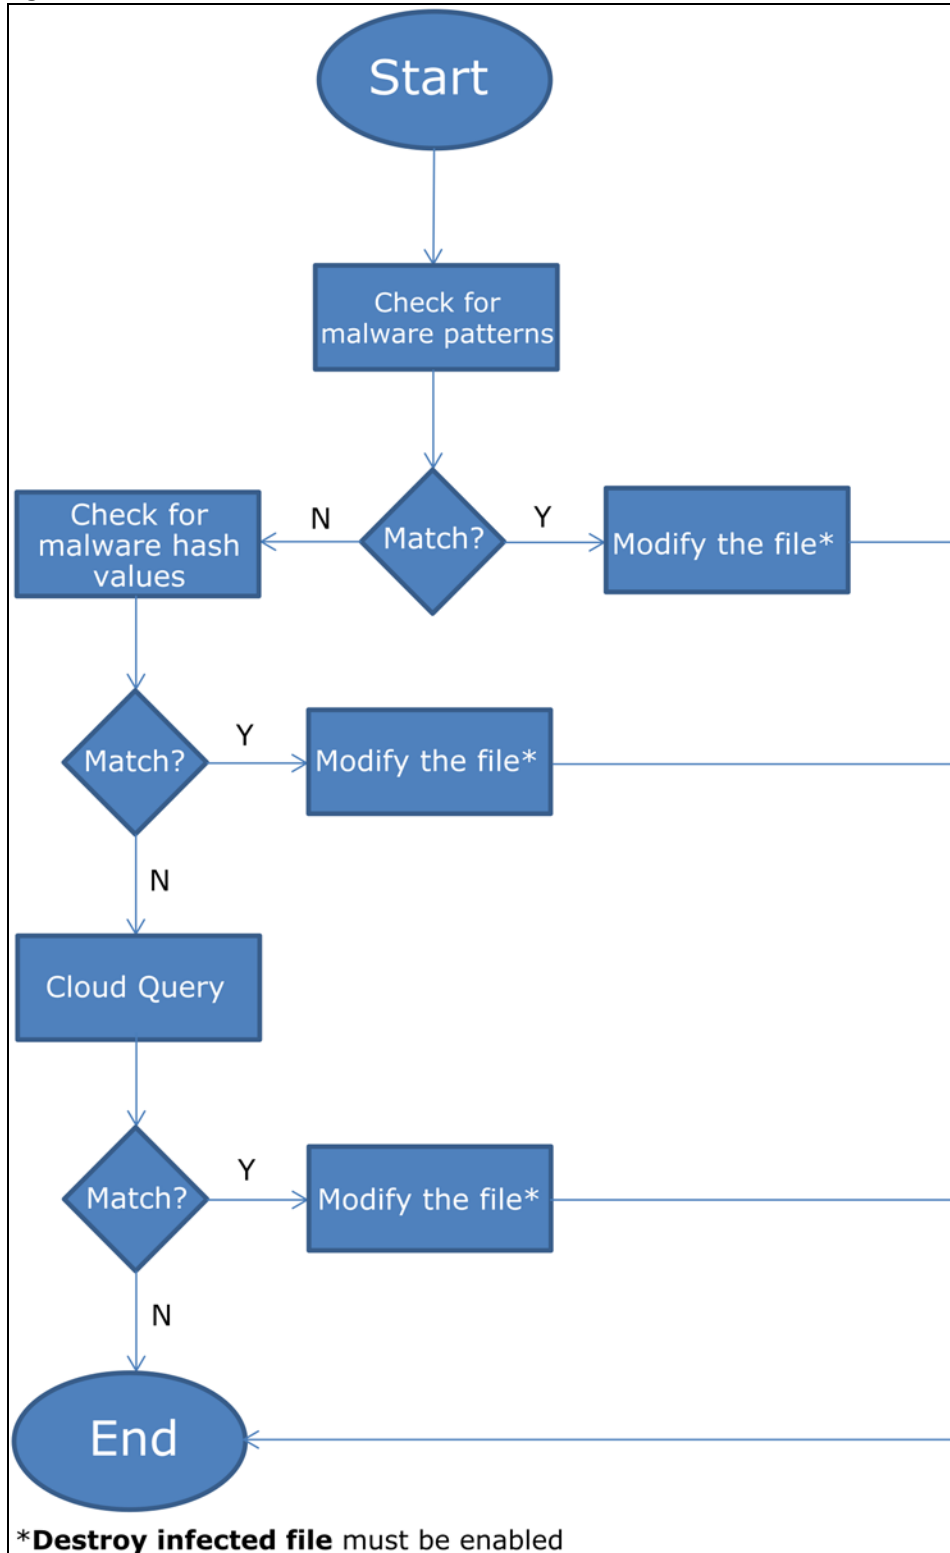 Start
Check for
malware patterns
Match?
Y
Modify the file*
N
Check for
malware hash
values
Match?
Y
Modify the file*
N
Cloud Query
Match?
Y
Modify the file*
N
End
*Destroy infected file must be enabled